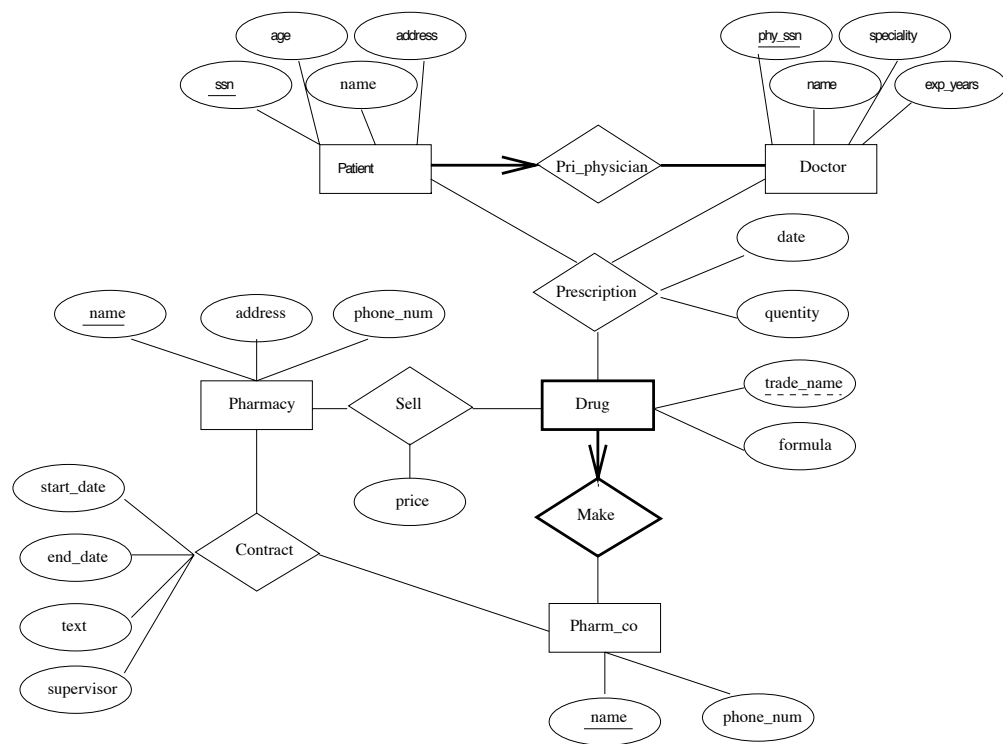 age
address
phy_ssn
speciality
ssn
name
name
exp_years
Patient
Pri_physician
Doctor
date
Prescription
name
address
phone_num
quentity
Pharmacy
Sell
Drug
trade_name
formula
start_date
price
Make
end_date
Contract
text
Pharm_co
supervisor
name
phone_num